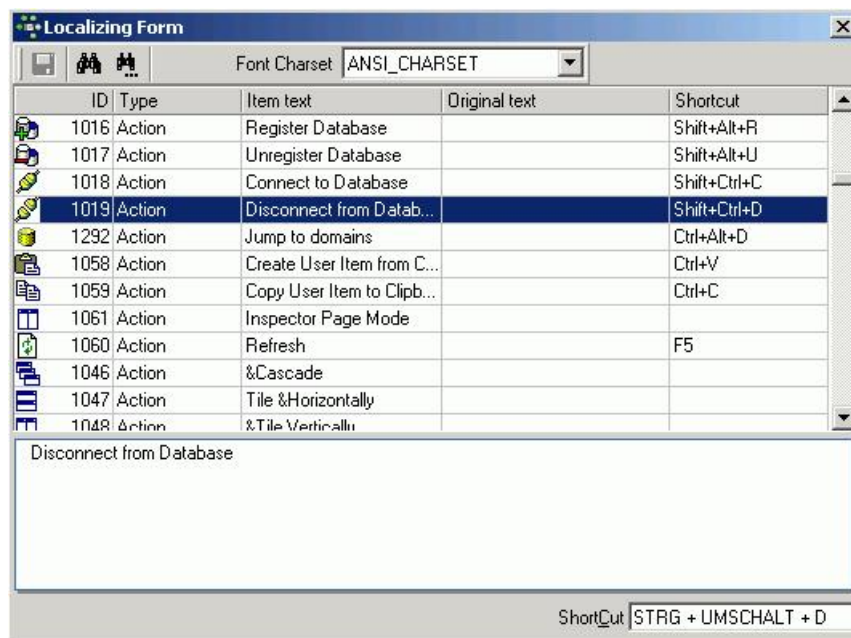 Localizing Form
Font Charset ANSI_CHARSET
ID Type Item text Original text Shortcut
1016 Action Register Database Shift+Alt+R
1017 Action Unregister Database Shift+Alt+U
1018 Action Connect to Database Shift+Ctrl+C
1019 Action Disconnect from Datab... Shift+Ctrl+D
1292 Action Jump to domains Ctrl+Alt+D
1058 Action Create User Item from C... Ctrl+V
1059 Action Copy User Item to Clipb... Ctrl+C
1061 Action Inspector Page Mode
1060 Action Refresh F5
1046 Action &Cascade
1047 Action Tile &Horizontally
1048 Action &Tile Vertically
Disconnect from Database
ShortCut STRG + UMSCHALT + D